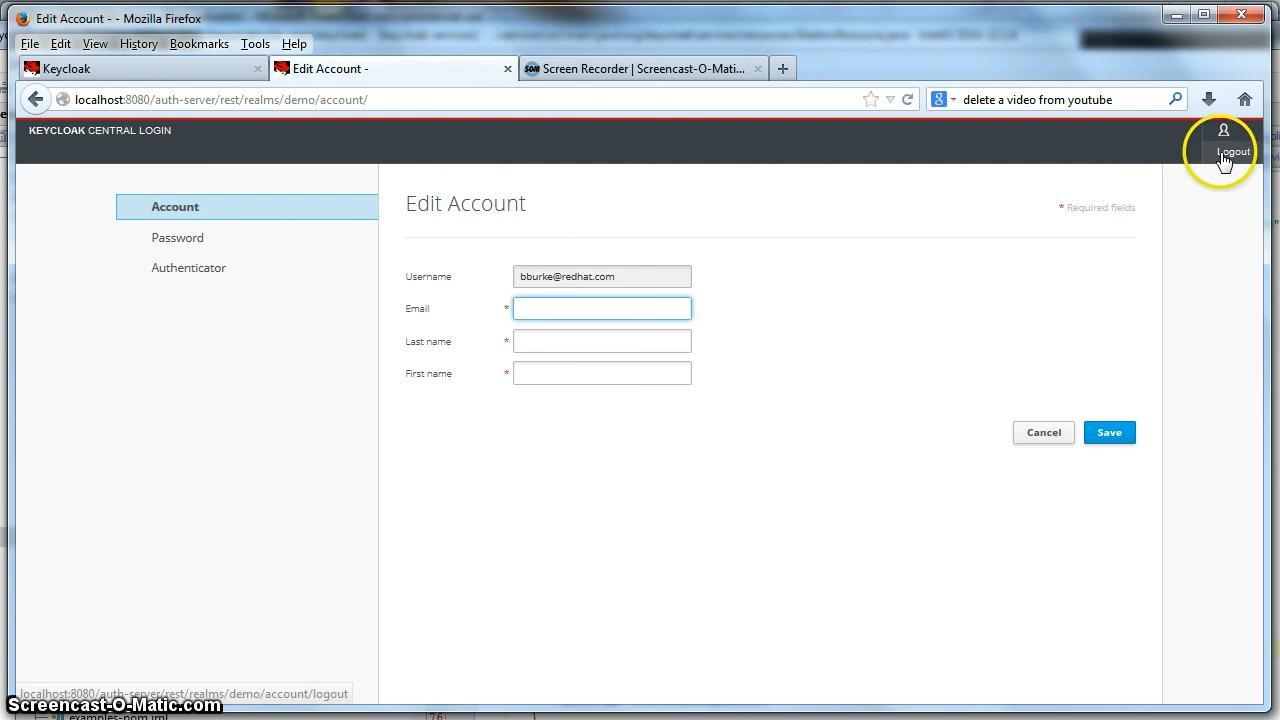 Edit Account - - Mozilla Firefox
File Edit View History Bookmarks Tools Help
Keycloak
Edit Account -
SOM Screen Recorder | Screencast-O-Mati...
localhost:8080/auth-server/rest/realms/demo/account/
delete a video from youtube
KEYCLOAK CENTRAL LOGIN
Logout
Account
Password
Authenticator
Edit Account
* Required fields
Username bburke@redhat.com
Email *
Last name *
First name *
Cancel Save
localhost:8080/auth-server/rest/realms/demo/account/logout
Screencast-O-Matic.com
examples-pom.iml
76